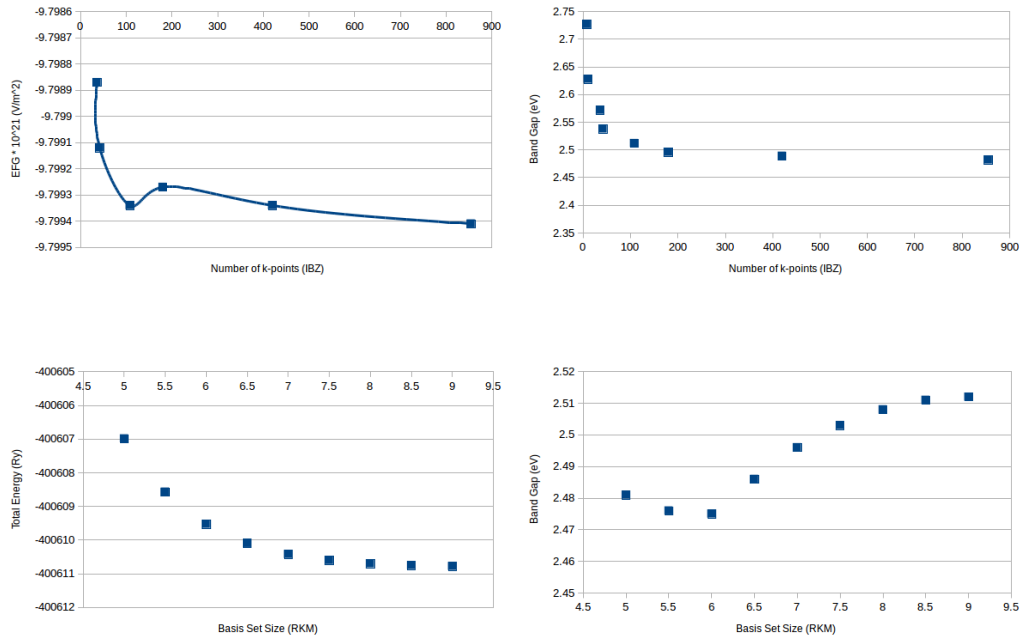 -9.7986
0 100 200 300 400 500 600 700 800 900
-9.7987
-9.7988
-9.7989
-9.799
-9.7991
-9.7992
-9.7993
-9.7994
-9.7995
EFG * 10^21 (V/m^2)
Number of k-points (IBZ)
2.75
2.7
2.65
2.6
2.55
2.5
2.45
2.4
2.35
0 100 200 300 400 500 600 700 800 900
Band Gap (eV)
Number of k-points (IBZ)
-400605
4.5 5 5.5 6 6.5 7 7.5 8 8.5 9 9.5
-400606
-400607
-400608
-400609
-400610
-400611
-400612
Total Energy (Ry)
Basis Set Size (RKM)
2.52
2.51
2.5
2.49
2.48
2.47
2.46
2.45
4.5 5 5.5 6 6.5 7 7.5 8 8.5 9 9.5
Band Gap (eV)
Basis Set Size (RKM)